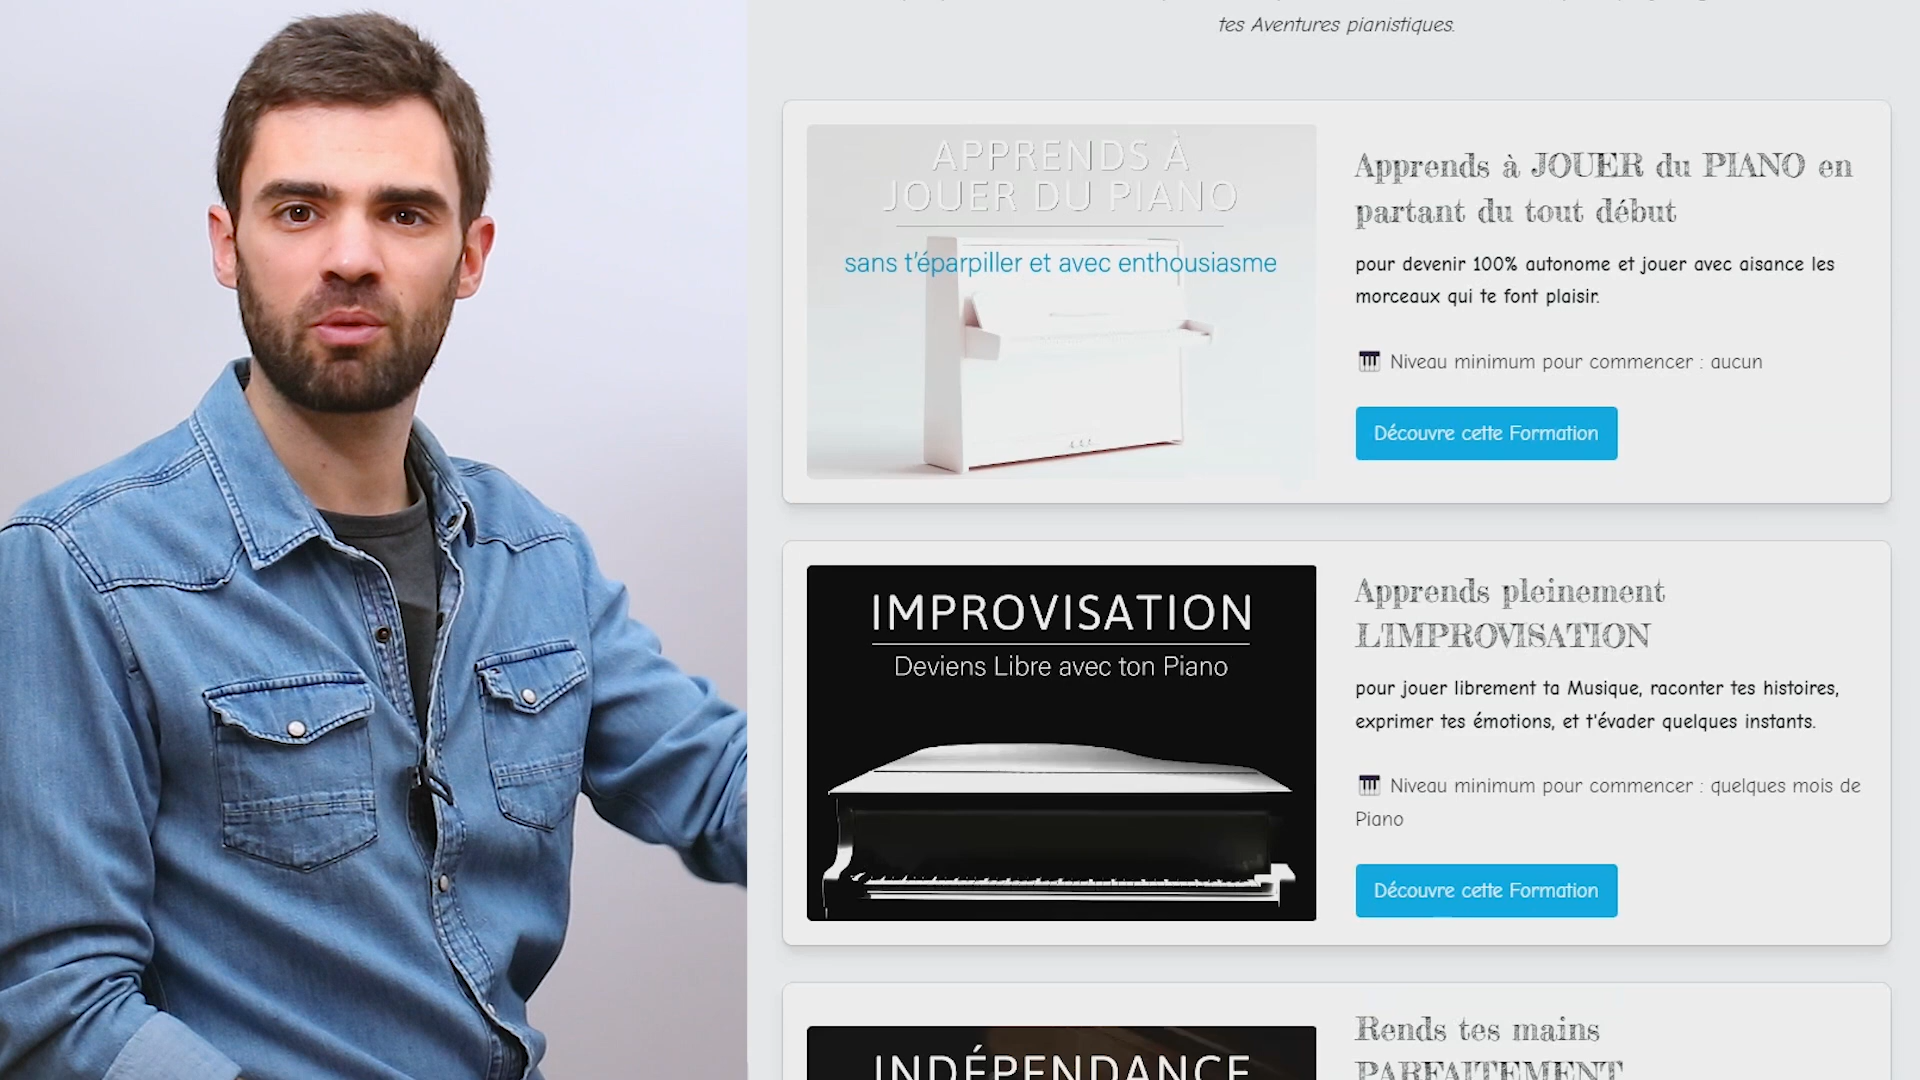 tes Aventures pianistiques.
APPRENDS À
JOUER DU PIANO
sans t'éparpiller et avec enthousiasme
Apprends à JOUER du PIANO en
partant du tout début
pour devenir 100% autonome et jouer avec aisance les
morceaux qui te font plaisir.
Niveau minimum pour commencer : aucun
Découvre cette Formation
IMPROVISATION
Deviens Libre avec ton Piano
Apprends pleinement
L'IMPROVISATION
pour jouer librement ta Musique, raconter tes histoires,
exprimer tes émotions, et t'évader quelques instants.
Niveau minimum pour commencer : quelques mois de
Piano
Découvre cette Formation
INDÉPENDANCE
Rends tes mains
PARFAITEMENT